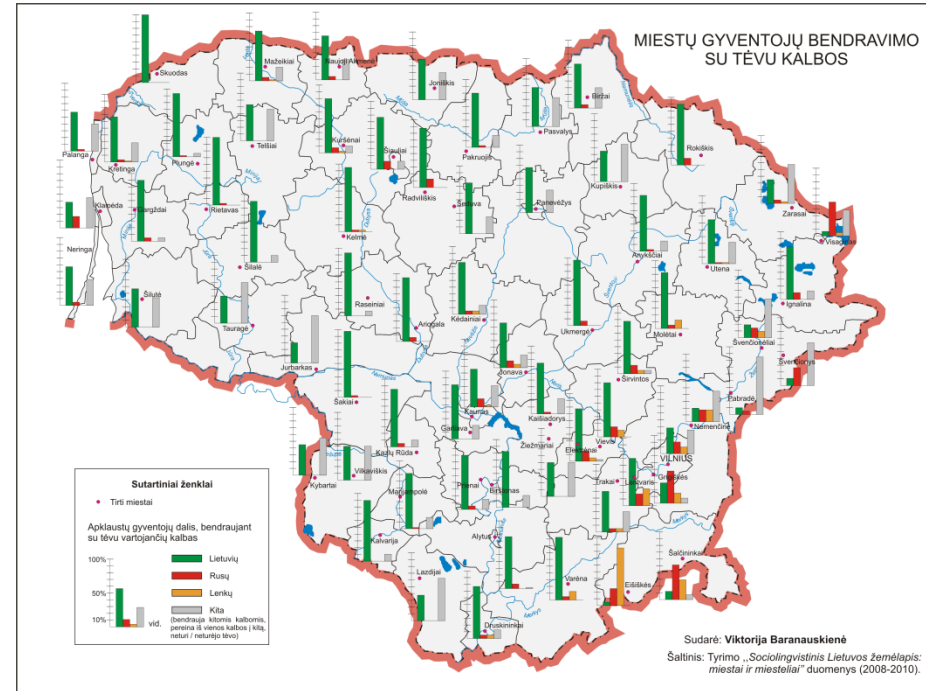 MIESTŲ GYVENTOJŲ BENDRAVIMO
SU TĖVU KALBOS
Skuodas
Mažeikiai
Naujoji Akmenė
Joniškis
Biržai
Pasvalys
Palanga
Kretinga
Plungė
Telšiai
Kuršėnai
Šiauliai
Pakruojis
Rokiškis
Kupiškis
Radviliškis
Klaipėda
Gargždai
Rietavas
Šeduva
Panevėžys
Zarasai
Visaginas
Kelmė
Anykščiai
Utena
Neringa
Šilalė
Ignalina
Šilutė
Tauragė
Raseiniai
Ariogala
Kėdainiai
Ukmergė
Molėtai
Švenčionėliai
Švenčionys
Jurbarkas
Jonava
Širvintos
Pabradė
Šakiai
Kaunas
Kaišiadorys
Nemenčinė
Garliava
Žiežmariai
Vievis
Kazlų Rūda
Elektrėnai
VILNIUS
Kybartai
Vilkaviškis
Grigiškės
Lentvaris
Trakai
Marijampolė
Prienai
Birštonas
Kalvarija
Alytus
Šalčininkai
Lazdijai
Varėna
Eišiškės
Druskininkai
Nemunas
Merkys
Sutartiniai ženklai
Tirti miestai
Apklaustų gyventojų dalis, bendraujant
su tėvu vartojančių kalbas
100%
50%
10%
vid.
Lietuvių
Rusų
Lenkų
Kita
(bendrauja kitomis kalbomis,
pereina iš vienos kalbos į kitą,
neturi / neturėjo tėvo)
Sudarė: Viktorija Baranauskienė
Šaltinis: Tyrimo ,,Sociolingvistinis Lietuvos žemėlapis:
miestai ir miesteliai" duomenys (2008-2010).